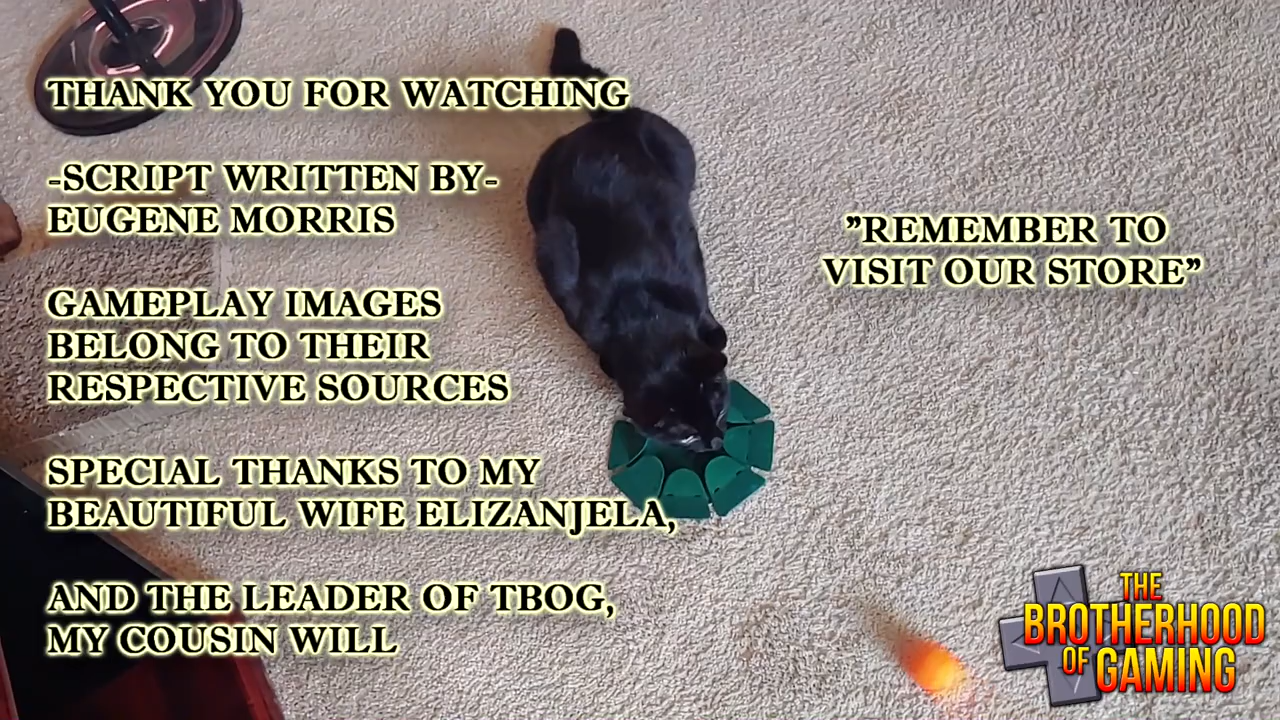 THANK YOU FOR WATCHING
-SCRIPT WRITTEN BY-
EUGENE MORRIS
GAMEPLAY IMAGES
BELONG TO THEIR
RESPECTIVE SOURCES
SPECIAL THANKS TO MY
BEAUTIFUL WIFE ELIZANJELA,
AND THE LEADER OF TBOG,
MY COUSIN WILL
”REMEMBER TO
VISIT OUR STORE”
THE
BROTHERHOOD
OF GAMING